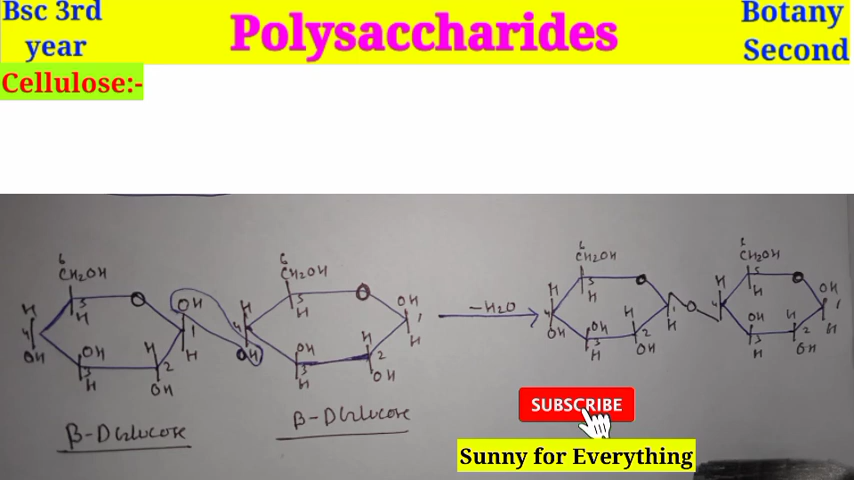 Bsc 3rd
year
Polysaccharides
Botany
Second
Cellulose:-
6
CH2OH
H
5
H
OH
4
OH
OH
3
H
H
2
OH
1
H
β-D Glucose
6
CH2OH
H
5
H
OH
4
OH
OH
3
H
H
2
OH
1
H
β-D Glucose
-H2O
6
CH2OH
H
5
H
4
OH
OH
3
H
H
2
OH
1
H
O
6
CH2OH
H
5
H
OH
4
OH
3
H
H
2
OH
1
H
SUBSCRIBE
Sunny for Everything